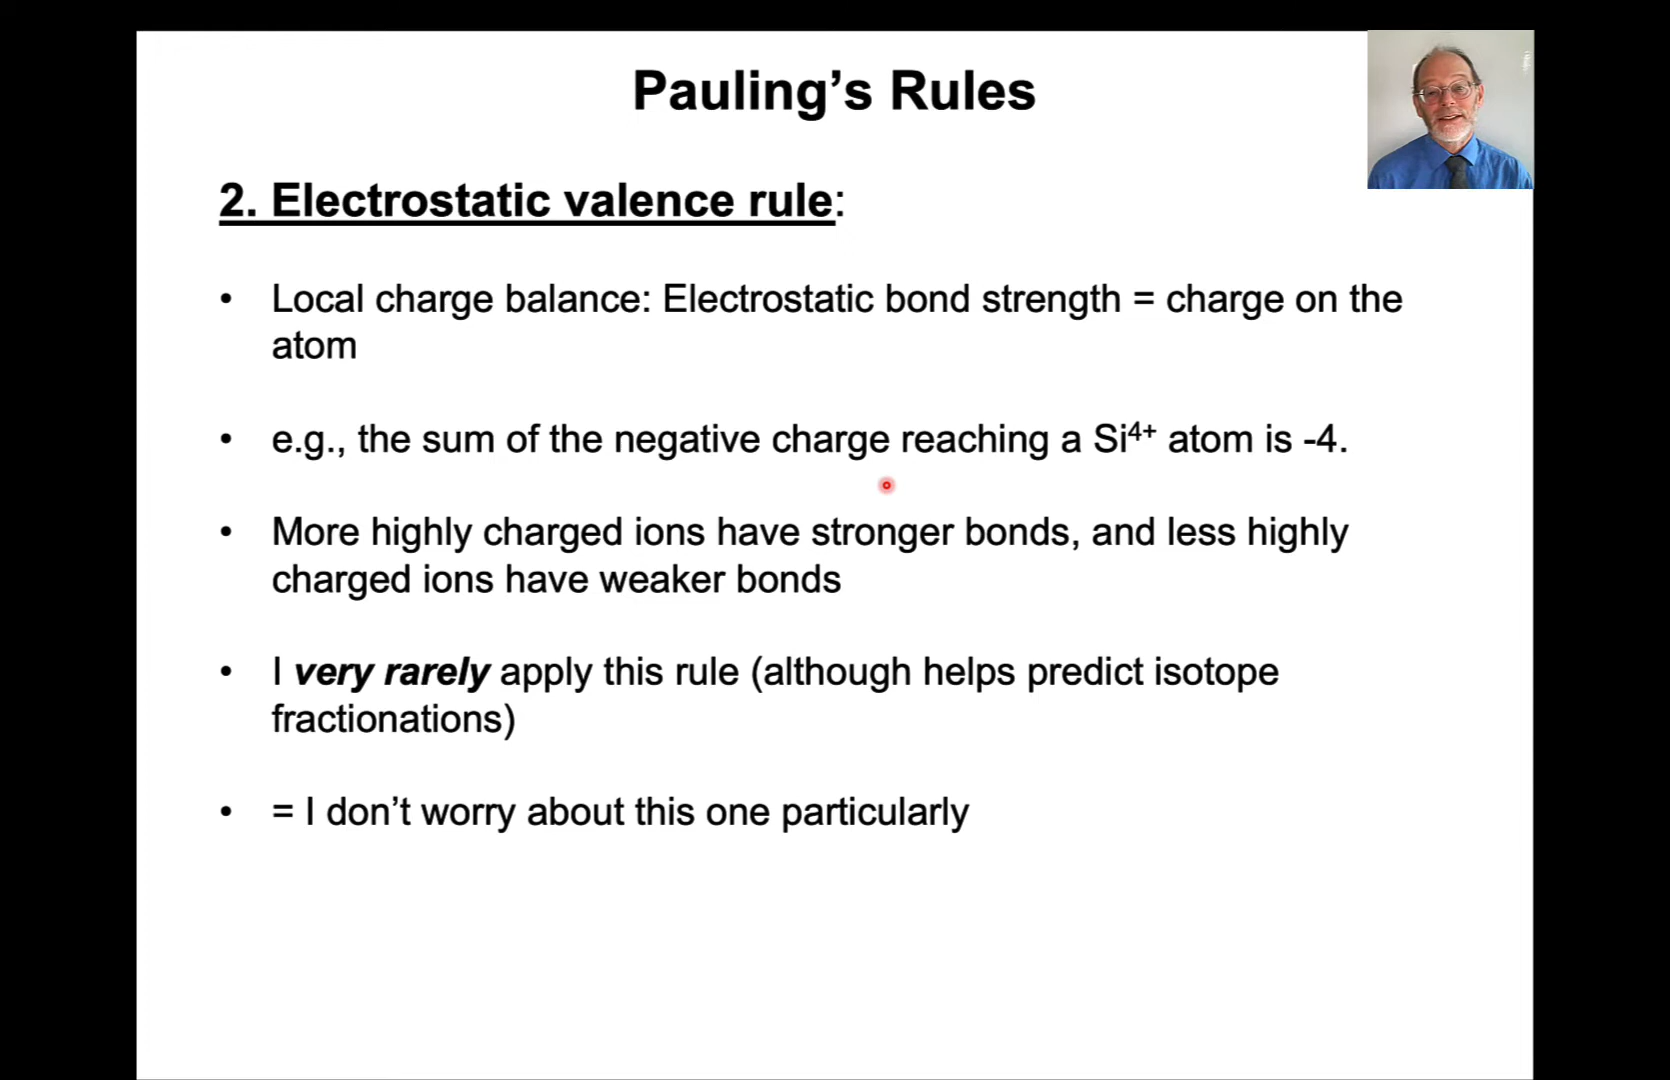 Pauling’s Rules
2. Electrostatic valence rule:
• Local charge balance: Electrostatic bond strength = charge on the
atom
• e.g., the sum of the negative charge reaching a Si⁴⁺ atom is -4.
• More highly charged ions have stronger bonds, and less highly
charged ions have weaker bonds
• I very rarely apply this rule (although helps predict isotope
fractionations)
• = I don’t worry about this one particularly